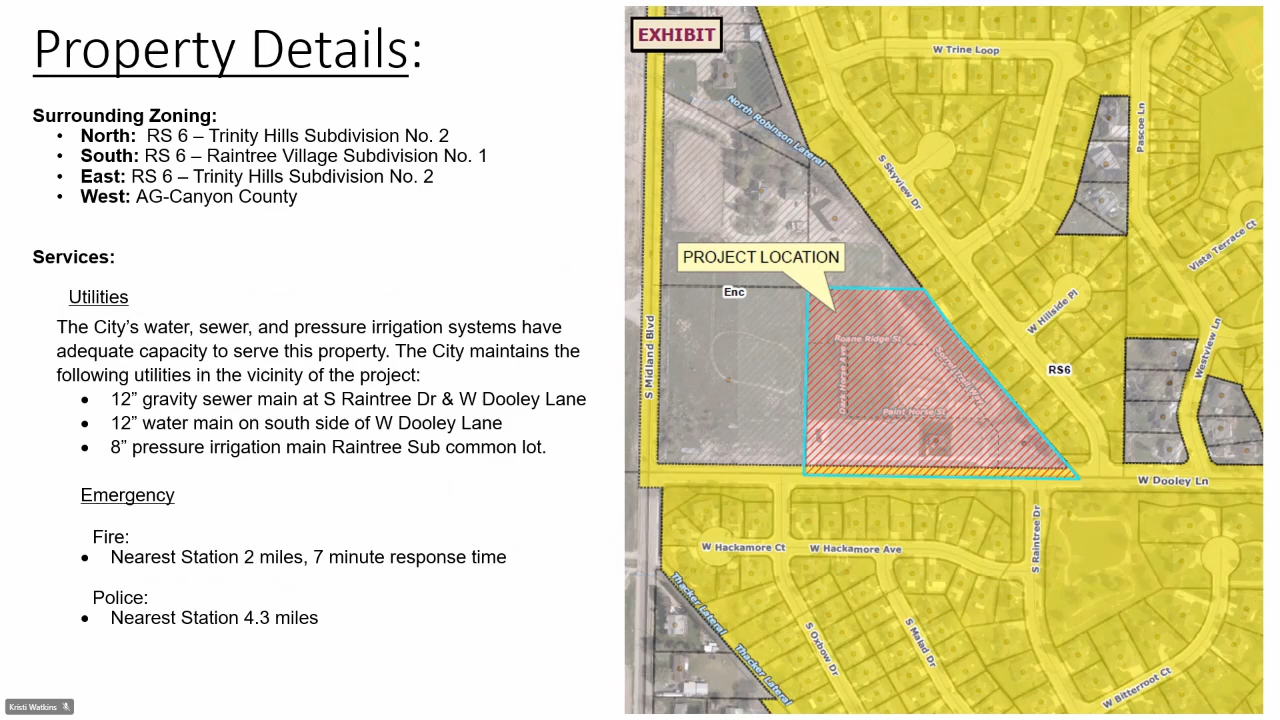 Property Details:
Surrounding Zoning:
• North: RS 6 – Trinity Hills Subdivision No. 2
• South: RS 6 – Raintree Village Subdivision No. 1
• East: RS 6 – Trinity Hills Subdivision No. 2
• West: AG-Canyon County
Services:
Utilities
The City’s water, sewer, and pressure irrigation systems have
adequate capacity to serve this property. The City maintains the
following utilities in the vicinity of the project:
• 12” gravity sewer main at S Raintree Dr & W Dooley Lane
• 12” water main on south side of W Dooley Lane
• 8” pressure irrigation main Raintree Sub common lot.
Emergency
Fire:
• Nearest Station 2 miles, 7 minute response time
Police:
• Nearest Station 4.3 miles
Kristi Watkins
EXHIBIT
W Trine Loop
North Robinson Lateral
Pascoe Ln
S Skyview Dr
Vista Terrace Ct
PROJECT LOCATION
Enc
W Hillside Pl
Roane Ridge St
S Midland Blvd
Westview Ln
Dark Horse Ave
RS6
Paint Horse St
W Dooley Ln
S Raintree Dr
W Hackamore Ct
W Hackamore Ave
Thacker Lateral
S Oxbow Dr
S Malad Dr
Thacker Lateral
W Bitterroot Ct